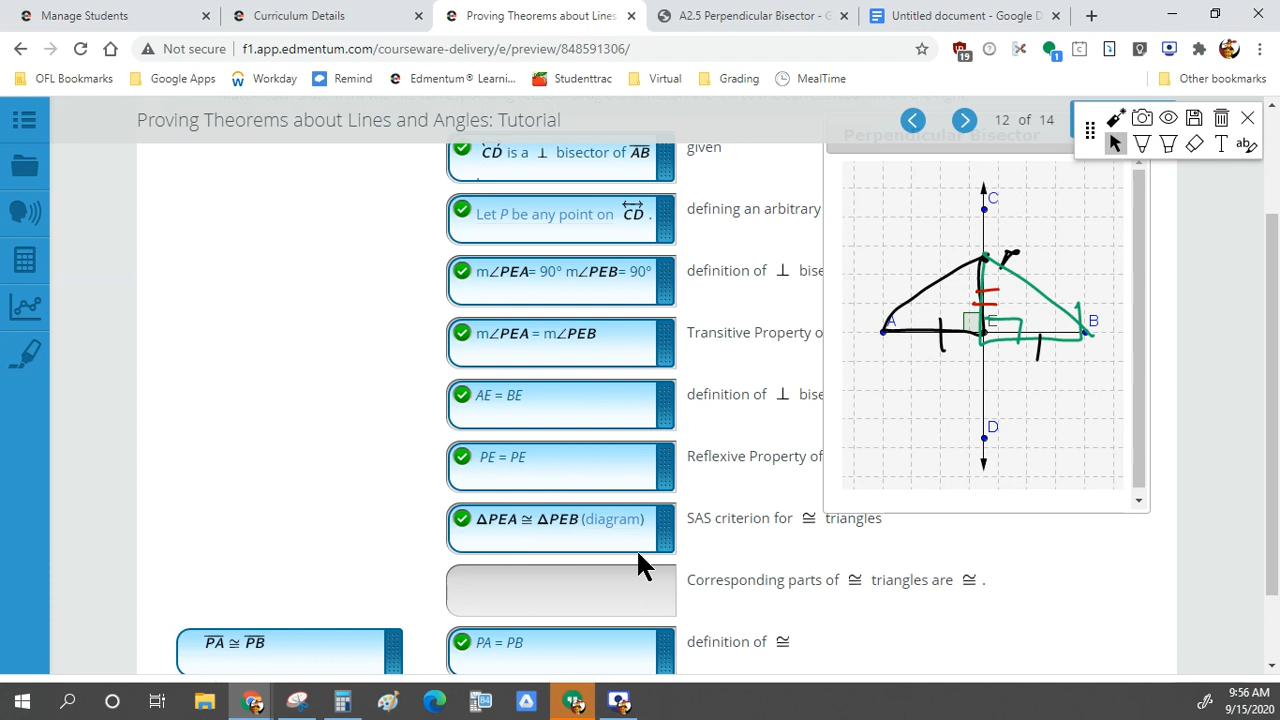 Manage Students
Curriculum Details
Proving Theorems about Lines
A2.5 Perpendicular Bisector - G
Untitled document - Google D
Not secure
f1.app.edmentum.com/courseware-delivery/e/preview/848591306/
19
1
OFL Bookmarks
Google Apps
Workday
Remind
Edmentum® Learni...
Studenttrac
Virtual
Grading
MealTime
Other bookmarks
Proving Theorems about Lines and Angles: Tutorial
12 of 14
Perpendicular Bisector
CD is a ⊥ bisector of AB
.
given
Let P be any point on CD .
defining an arbitrary
m∠PEA= 90° m∠PEB= 90°
definition of ⊥ bise
m∠PEA = m∠PEB
Transitive Property o
AE = BE
definition of ⊥ bise
PE = PE
Reflexive Property of
ΔPEA ≅ ΔPEB (diagram)
SAS criterion for ≅ triangles
Corresponding parts of ≅ triangles are ≅ .
PA ≅ PB
PA = PB
definition of ≅
C
A
E
B
D
9:56 AM
9/15/2020